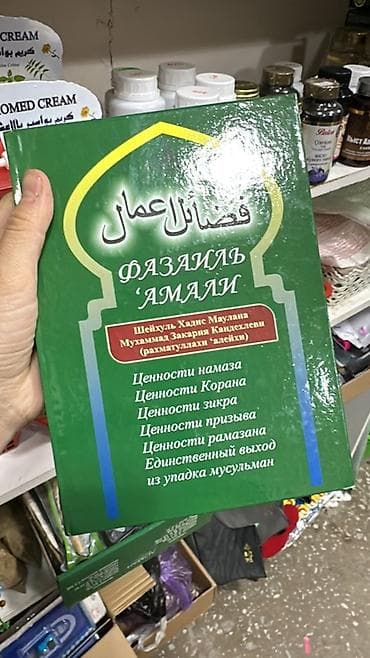 CREAM
OMED CREAM
فضائل اعمال
ФАЗАИЛЬ
‘АМАЛИ
Шейхуль Хадис Маулана
Мухаммад Закария Кандехлеви
(рахматуллахи ‘алейхи)
Ценности намаза
Ценности Корана
Ценности зикра
Ценности призыва
Ценности рамазана
Единственный выход
из упадка мусульман